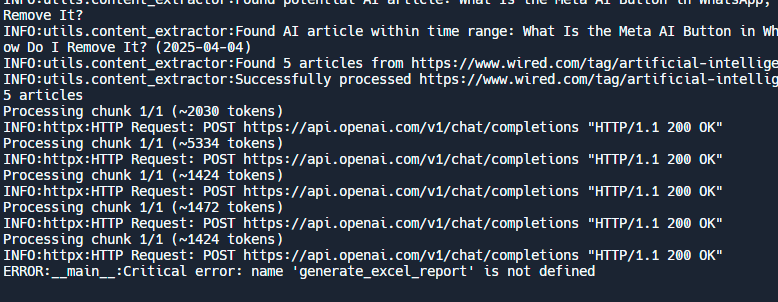 INFO:utils.content_extractor:Found potential AI article: What Is the Meta AI Button in WhatsApp,
Remove It?
INFO:utils.content_extractor:Found AI article within time range: What Is the Meta AI Button in Wh
ow Do I Remove It? (2025-04-04)
INFO:utils.content_extractor:Found 5 articles from https://www.wired.com/tag/artificial-intellige
INFO:utils.content_extractor:Successfully processed https://www.wired.com/tag/artificial-intellig
5 articles
Processing chunk 1/1 (~2030 tokens)
INFO:httpx:HTTP Request: POST https://api.openai.com/v1/chat/completions "HTTP/1.1 200 OK"
Processing chunk 1/1 (~5334 tokens)
INFO:httpx:HTTP Request: POST https://api.openai.com/v1/chat/completions "HTTP/1.1 200 OK"
Processing chunk 1/1 (~1424 tokens)
INFO:httpx:HTTP Request: POST https://api.openai.com/v1/chat/completions "HTTP/1.1 200 OK"
Processing chunk 1/1 (~1472 tokens)
INFO:httpx:HTTP Request: POST https://api.openai.com/v1/chat/completions "HTTP/1.1 200 OK"
Processing chunk 1/1 (~1424 tokens)
INFO:httpx:HTTP Request: POST https://api.openai.com/v1/chat/completions "HTTP/1.1 200 OK"
ERROR:__main__:Critical error: name 'generate_excel_report' is not defined